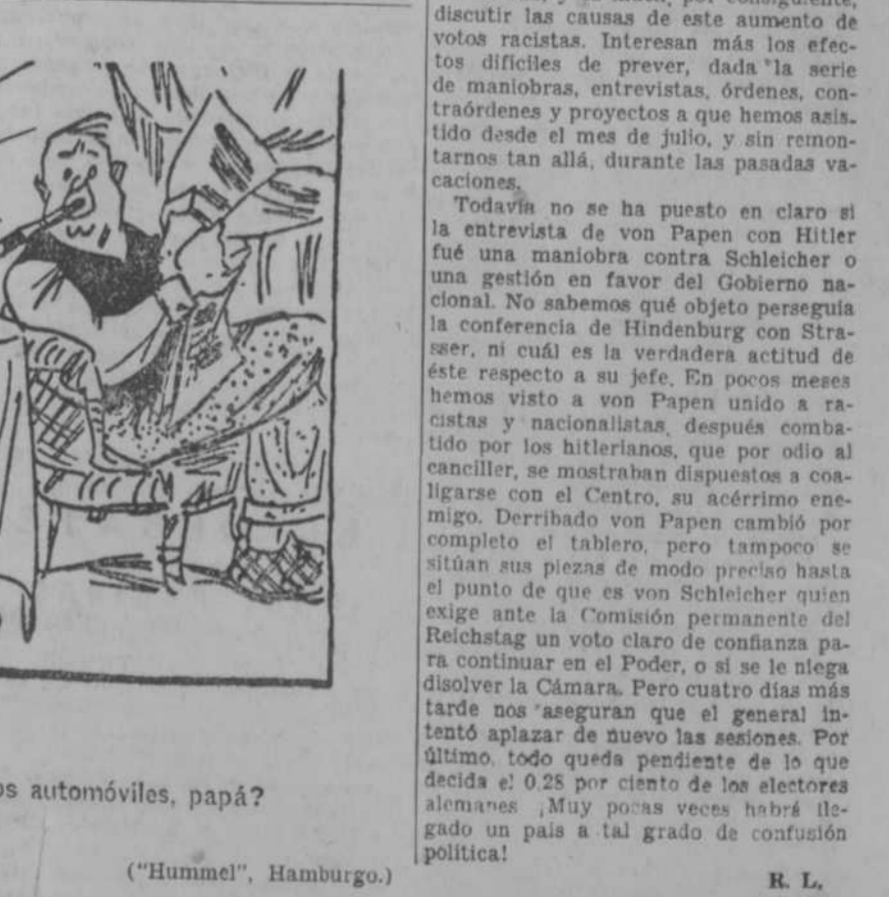 os automóviles, papá?
("Hummel", Hamburgo.)
discutir las causas de este aumento de
votos racistas. Interesan más los efec-
tos difíciles de prever, dada la serie
de maniobras, entrevistas, órdenes, con-
traórdenes y proyectos a que hemos asis-
tido desde el mes de julio, y sin remon-
tarnos tan allá, durante las pasadas va-
caciones.
Todavía no se ha puesto en claro si
la entrevista de von Papen con Hitler
fué una maniobra contra Schleicher o
una gestión en favor del Gobierno na-
cional. No sabemos qué objeto perseguía
la conferencia de Hindenburg con Stra-
sser, ni cuál es la verdadera actitud de
éste respecto a su jefe. En pocos meses
hemos visto a von Papen unido a ra-
cistas y nacionalistas, después comba-
tido por los hitlerianos, que por odio al
canciller, se mostraban dispuestos a coa-
ligarse con el Centro, su acérrimo ene-
migo. Derribado von Papen cambió por
completo el tablero, pero tampoco se
sitúan sus piezas de modo preciso hasta
el punto de que es von Schleicher quien
exige ante la Comisión permanente del
Reichstag un voto claro de confianza pa-
ra continuar en el Poder, o si se le niega
disolver la Cámara. Pero cuatro días más
tarde nos aseguran que el general in-
tentó aplazar de nuevo las sesiones. Por
último, todo queda pendiente de lo que
decida el 0,28 por ciento de los electores
alemanes ¡Muy pocas veces habrá lle-
gado un país a tal grado de confusión
política!
R. L.